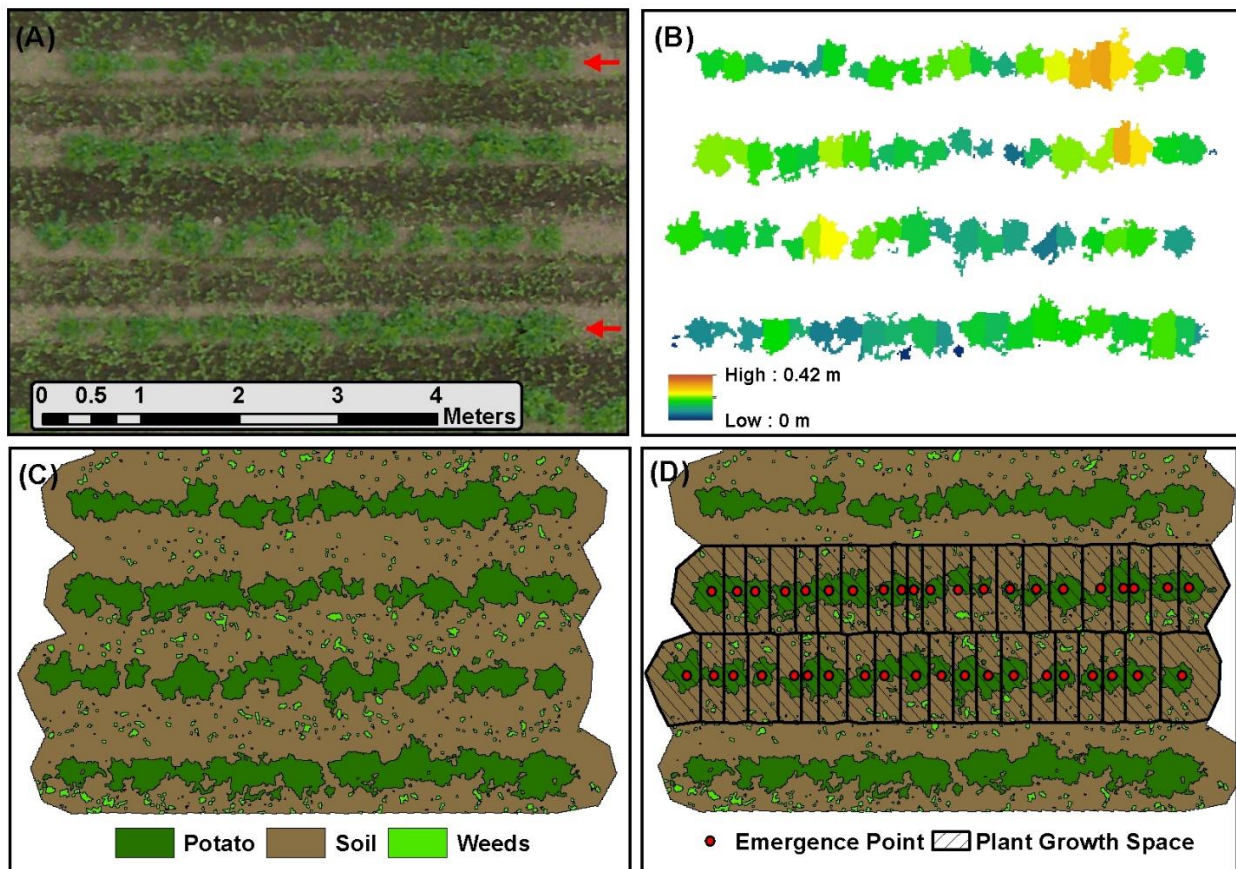 (A)
0 0.5 1 2 3 4
Meters
(B)
High : 0.42 m
Low : 0 m
(C)
Potato Soil Weeds
(D)
Emergence Point Plant Growth Space